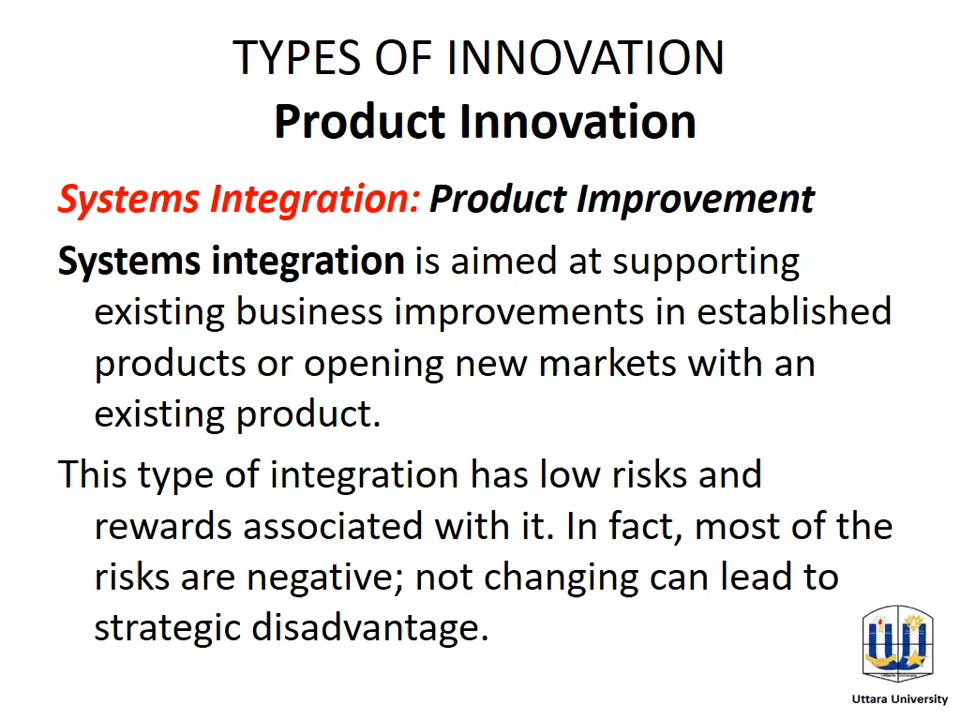 TYPES OF INNOVATION
Product Innovation
Systems Integration: Product Improvement
Systems integration is aimed at supporting
existing business improvements in established
products or opening new markets with an
existing product.
This type of integration has low risks and
rewards associated with it. In fact, most of the
risks are negative; not changing can lead to
strategic disadvantage.
Uttara University
Uttara University